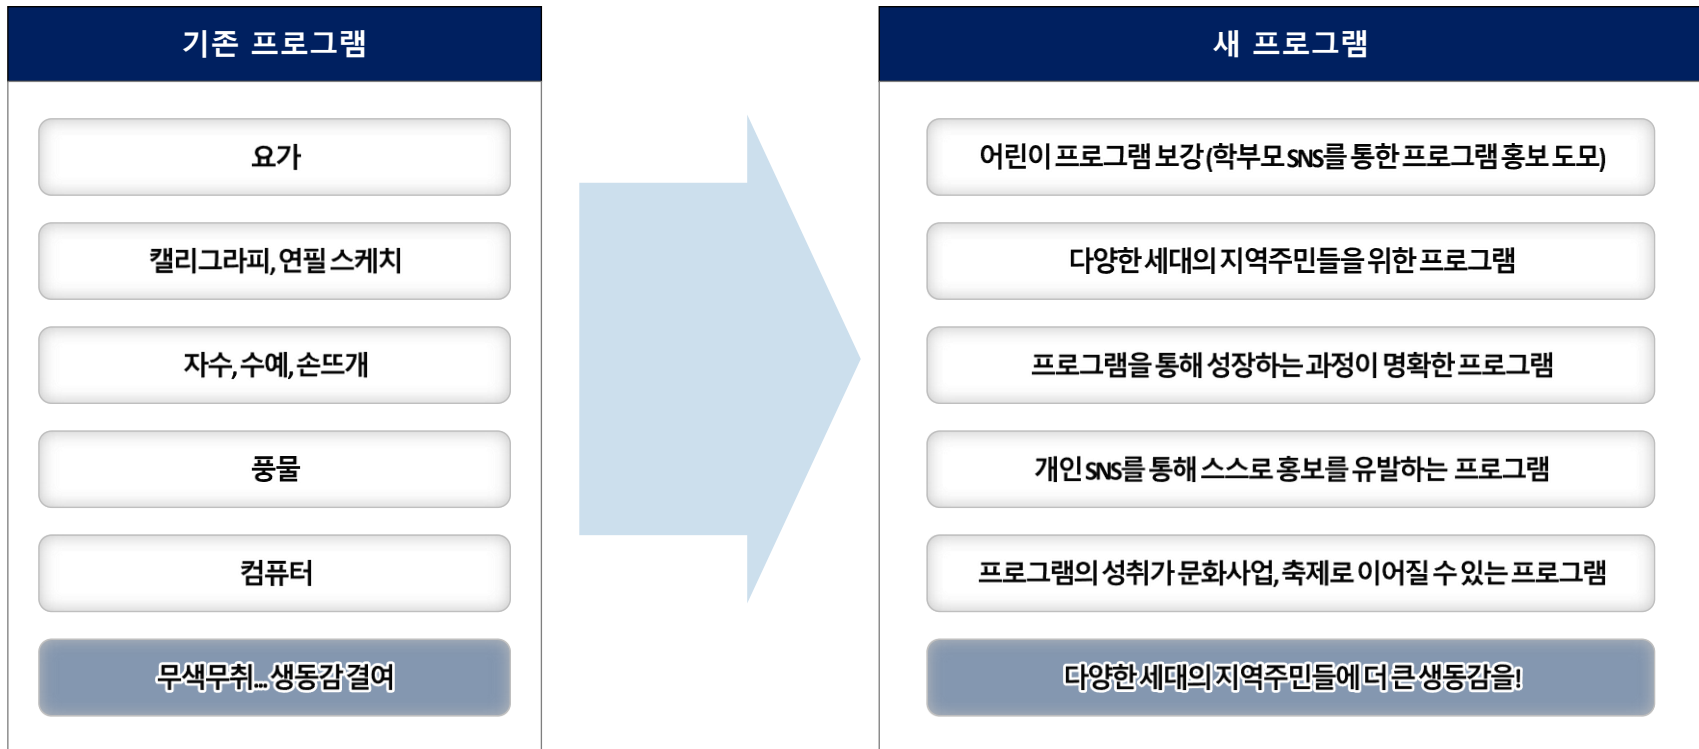 기존 프로그램
요가
캘리그라피, 연필 스케치
자수, 수예, 손뜨개
풍물
컴퓨터
무색무취... 생동감 결여
새 프로그램
어린이 프로그램 보강 (학부모 SNS를 통한 프로그램 홍보 도모)
다양한 세대의 지역주민들을 위한 프로그램
프로그램을 통해 성장하는 과정이 명확한 프로그램
개인 SNS를 통해 스스로 홍보를 유발하는 프로그램
프로그램의 성취가 문화사업, 축제로 이어질 수 있는 프로그램
다양한 세대의 지역주민들에 더 큰 생동감을!